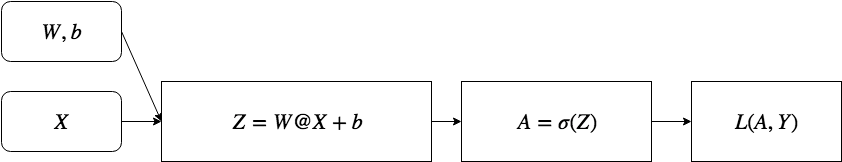 W, b
X
Z = W@X + b
A = σ(Z)
L(A, Y)